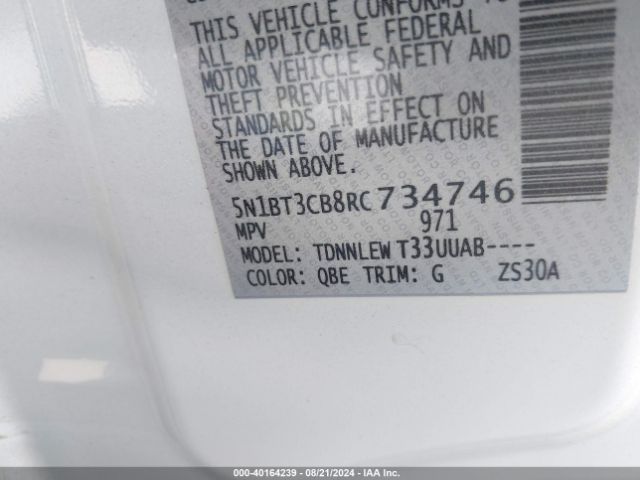 THIS VEHICLE CONFORMS TO
ALL APPLICABLE FEDERAL
MOTOR VEHICLE SAFETY AND
THEFT PREVENTION
STANDARDS IN EFFECT ON
THE DATE OF MANUFACTURE
SHOWN ABOVE.
5N1BT3CB8RC734746
MPV 971
MODEL: TDNNLEW T33UUAB----
COLOR: QBE TRIM: G ZS30A
000-40164239 - 08/21/2024 - IAA Inc.